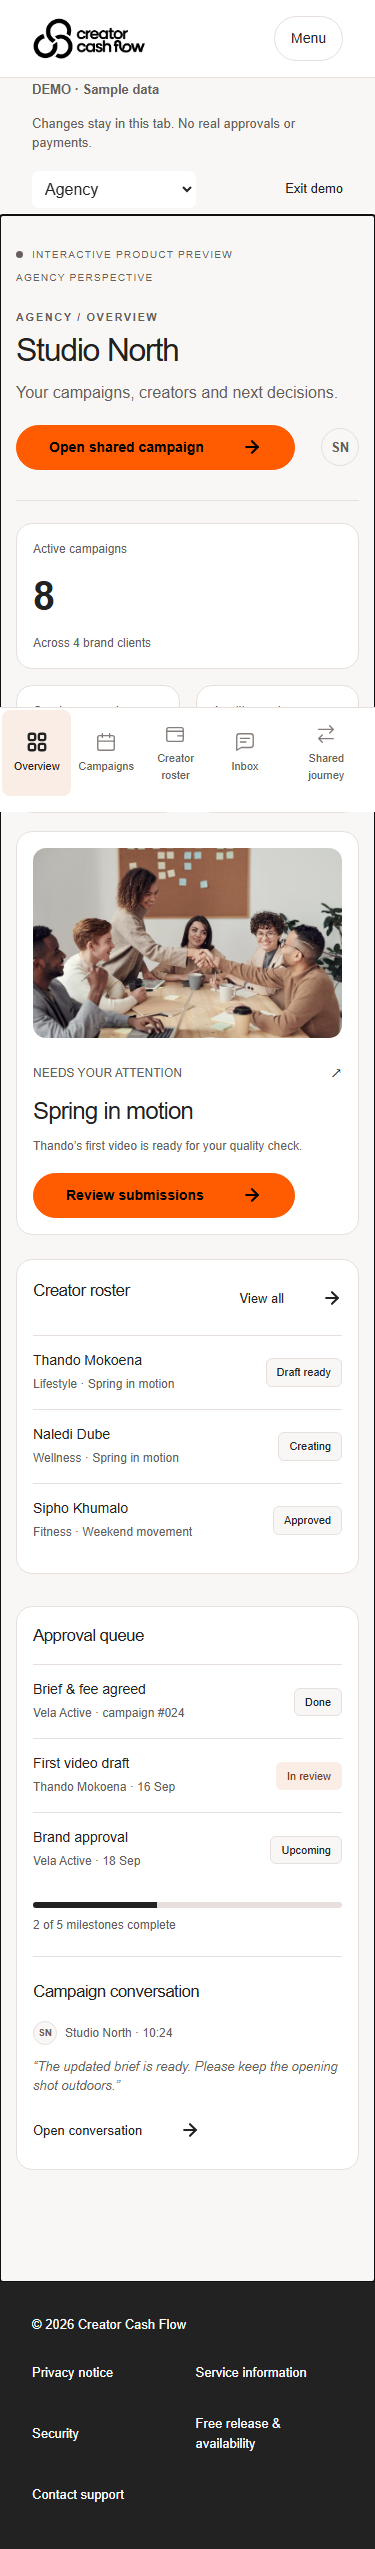 creator
cash flow
Menu
DEMO · Sample data
Changes stay in this tab. No real approvals or
payments.
Agency
Exit demo
INTERACTIVE PRODUCT PREVIEW
AGENCY PERSPECTIVE
AGENCY / OVERVIEW
Studio North
Your campaigns, creators and next decisions.
Open shared campaign
SN
Active campaigns
8
Across 4 brand clients
Overview
Campaigns
Creator
roster
Inbox
Shared
journey
NEEDS YOUR ATTENTION
Spring in motion
Thando's first video is ready for your quality check.
Review submissions
Creator roster
View all
Thando Mokoena
Draft ready
Lifestyle · Spring in motion
Naledi Dube
Creating
Wellness · Spring in motion
Sipho Khumalo
Approved
Fitness · Weekend movement
Approval queue
Brief & fee agreed
Done
Vela Active · campaign #024
First video draft
In review
Thando Mokoena · 16 Sep
Brand approval
Upcoming
Vela Active · 18 Sep
2 of 5 milestones complete
Campaign conversation
SN
Studio North · 10:24
“The updated brief is ready. Please keep the opening
shot outdoors.”
Open conversation
© 2026 Creator Cash Flow
Privacy notice
Service information
Security
Free release &
availability
Contact support